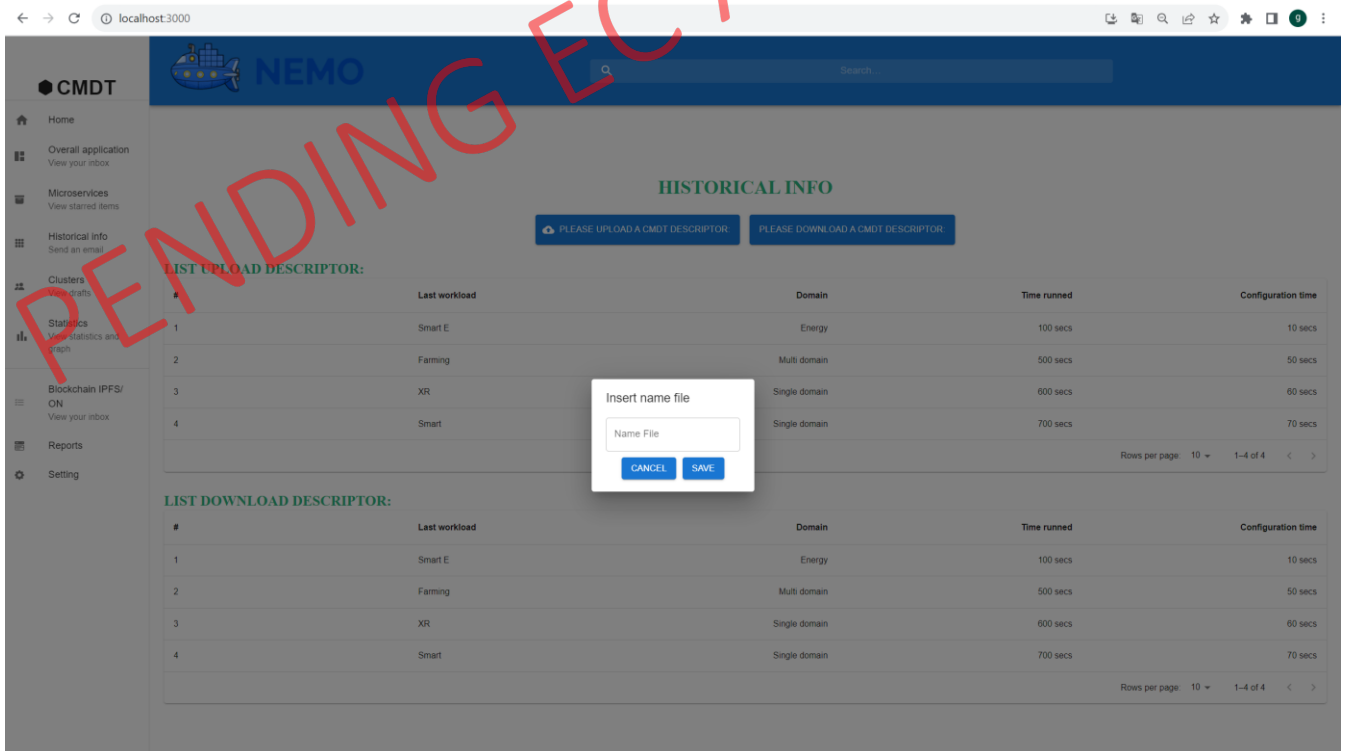 localhost:3000
g
CMDT
NEMO
Search...
Home
Overall application
View your inbox
Microservices
View starred items
Historical info
Send an email
Clusters
View drafts
Statistics
View statistics and
graph
Blockchain IPFS/
ON
View your inbox
Reports
Setting
HISTORICAL INFO
PLEASE UPLOAD A CMDT DESCRIPTOR: PLEASE DOWNLOAD A CMDT DESCRIPTOR:
LIST UPLOAD DESCRIPTOR:
# Last workload Domain Time runned Configuration time
1 Smart E Energy 100 secs 10 secs
2 Farming Multi domain 500 secs 50 secs
3 XR Single domain 600 secs 60 secs
4 Smart Single domain 700 secs 70 secs
Rows per page: 10 1–4 of 4
Insert name file
Name File
CANCEL SAVE
LIST DOWNLOAD DESCRIPTOR:
# Last workload Domain Time runned Configuration time
1 Smart E Energy 100 secs 10 secs
2 Farming Multi domain 500 secs 50 secs
3 XR Single domain 600 secs 60 secs
4 Smart Single domain 700 secs 70 secs
Rows per page: 10 1–4 of 4
PENDING EC